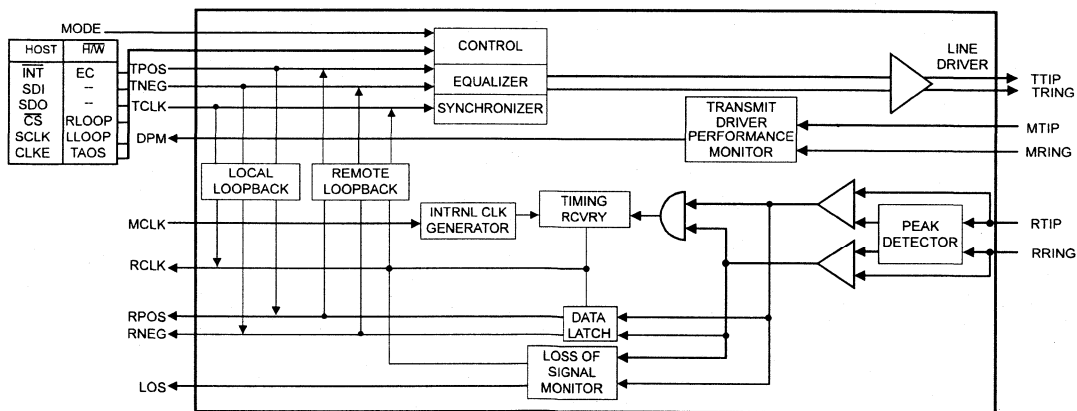 MODE
HOST H/W
INT EC
SDI --
SDO --
CS RLOOP
SCLK LLOOP
CLKE TAOS
TPOS
TNEG
TCLK
DPM
CONTROL
EQUALIZER
SYNCHRONIZER
LINE
DRIVER
TTIP
TRING
TRANSMIT
DRIVER
PERFORMANCE
MONITOR
MTIP
MRING
LOCAL
LOOPBACK
REMOTE
LOOPBACK
MCLK
INTRNL CLK
GENERATOR
TIMING
RCVRY
PEAK
DETECTOR
RTIP
RRING
RCLK
RPOS
RNEG
DATA
LATCH
LOSS OF
SIGNAL
MONITOR
LOS